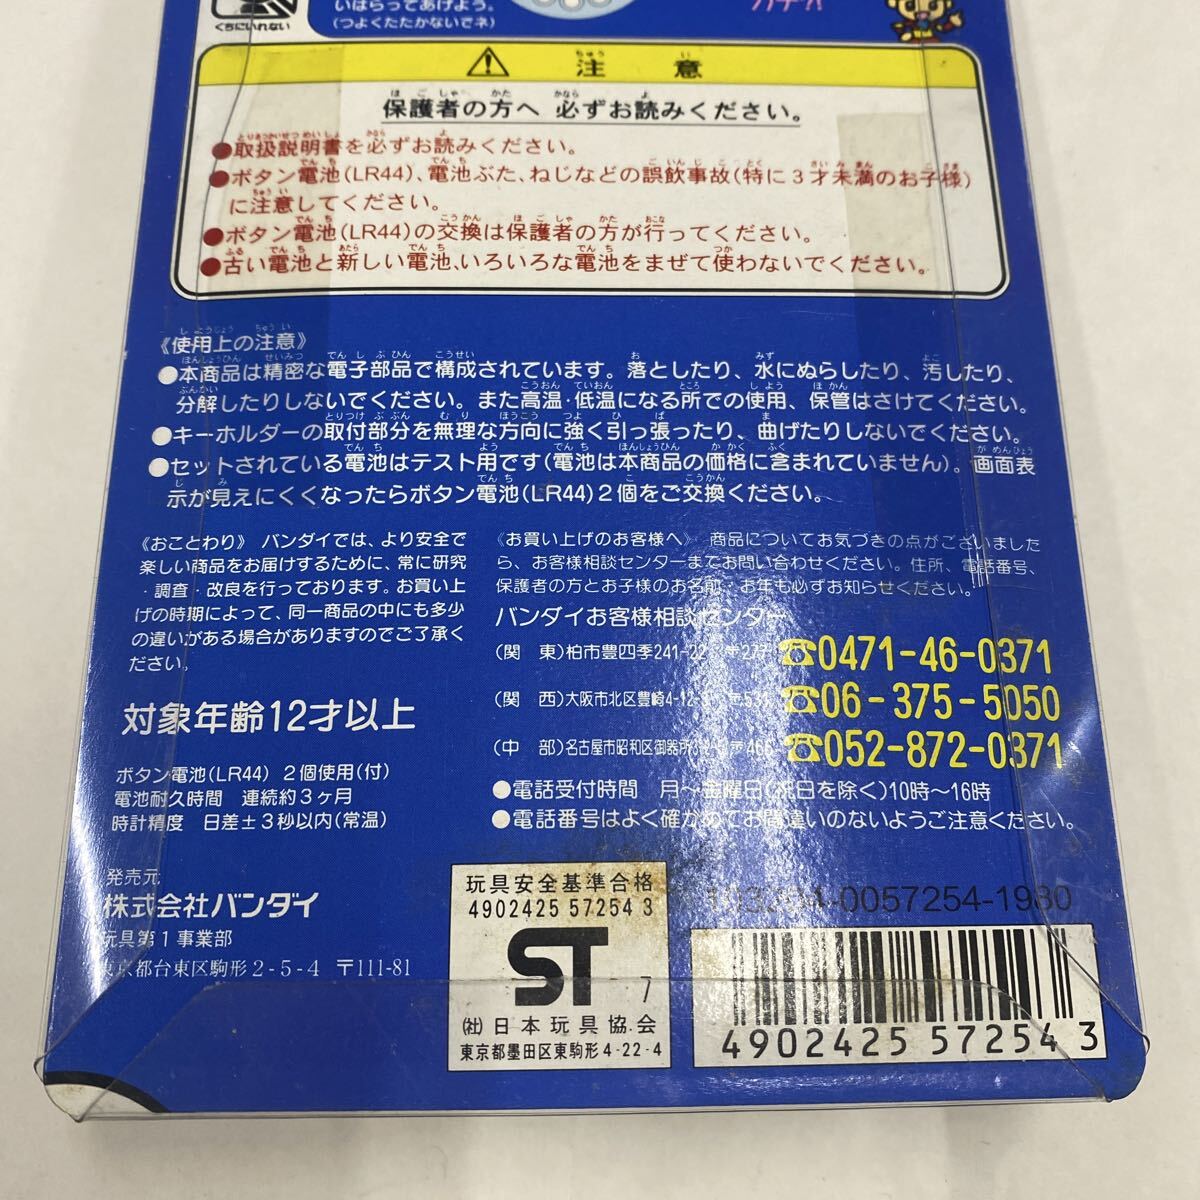 いはらってあげよう。
(つよくたたかないでネ)
くちにいれない
⚠ 注意
保護者の方へ 必ずお読みください。
●取扱説明書を必ずお読みください。
●ボタン電池(LR44)、電池ぶた、ねじなどの誤飲事故(特に3才未満のお子様)
に注意してください。
●ボタン電池(LR44)の交換は保護者の方が行ってください。
●古い電池と新しい電池、いろいろな電池をまぜて使わないでください。
《使用上の注意》
●本商品は精密な電子部品で構成されています。落としたり、水にぬらしたり、汚したり、
分解したりしないでください。また高温・低温になる所での使用、保管はさけてください。
●キーホルダーの取付部分を無理な方向に強く引っ張ったり、曲げたりしないでください。
●セットされている電池はテスト用です(電池は本商品の価格に含まれていません)。画面表
示が見えにくくなったらボタン電池(LR44)2個をご交換ください。
《おことわり》 バンダイでは、より安全で
楽しい商品をお届けするために、常に研究
・調査・改良を行っております。お買い上
げの時期によって、同一商品の中にも多少
の違いがある場合がありますのでご了承く
ださい。
対象年齢12才以上
ボタン電池(LR44) 2個使用(付)
電池耐久時間 連続約3ヶ月
時計精度 日差±3秒以内(常温)
発売元
株式会社バンダイ
玩具第1事業部
東京都台東区駒形2-5-4 〒111-81
《お買い上げのお客様へ》 商品についてお気づきの点がございました
ら、お客様相談センターまでお問い合わせください。住所、電話番号、
保護者の方とお子様のお名前、お年も必ずお知らせください。
バンダイお客様相談センター
(関 東)柏市豊四季241-22 〒277 ☎0471-46-0371
(関 西)大阪市北区豊崎4-12-3 〒531 ☎06-375-5050
(中 部)名古屋市昭和区御器所 〒466 ☎052-872-0371
●電話受付時間 月～金曜日(祝日を除く)10時～16時
●電話番号はよく確かめてお間違いのないようご注意ください。
玩具安全基準合格
4902425 57254 3
ST 7
(社)日本玩具協会
東京都墨田区東駒形4-22-4
103204-0057254-1980
4902425 572543